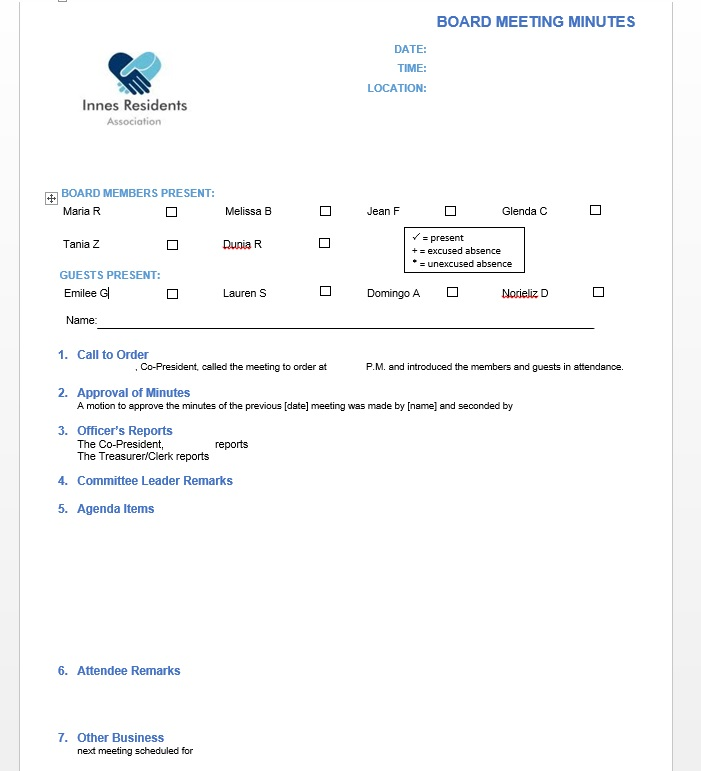 BOARD MEETING MINUTES
DATE:
TIME:
LOCATION:
Innes Residents
Association
BOARD MEMBERS PRESENT:
Maria R Melissa B Jean F Glenda C
Tania Z Dunia R
✓ = present
+ = excused absence
* = unexcused absence
GUESTS PRESENT:
Emilee G Lauren S Domingo A Norieliz D
Name:
1. Call to Order
, Co-President, called the meeting to order at P.M. and introduced the members and guests in attendance.
2. Approval of Minutes
A motion to approve the minutes of the previous [date] meeting was made by [name] and seconded by
3. Officer's Reports
The Co-President, reports
The Treasurer/Clerk reports
4. Committee Leader Remarks
5. Agenda Items
6. Attendee Remarks
7. Other Business
next meeting scheduled for